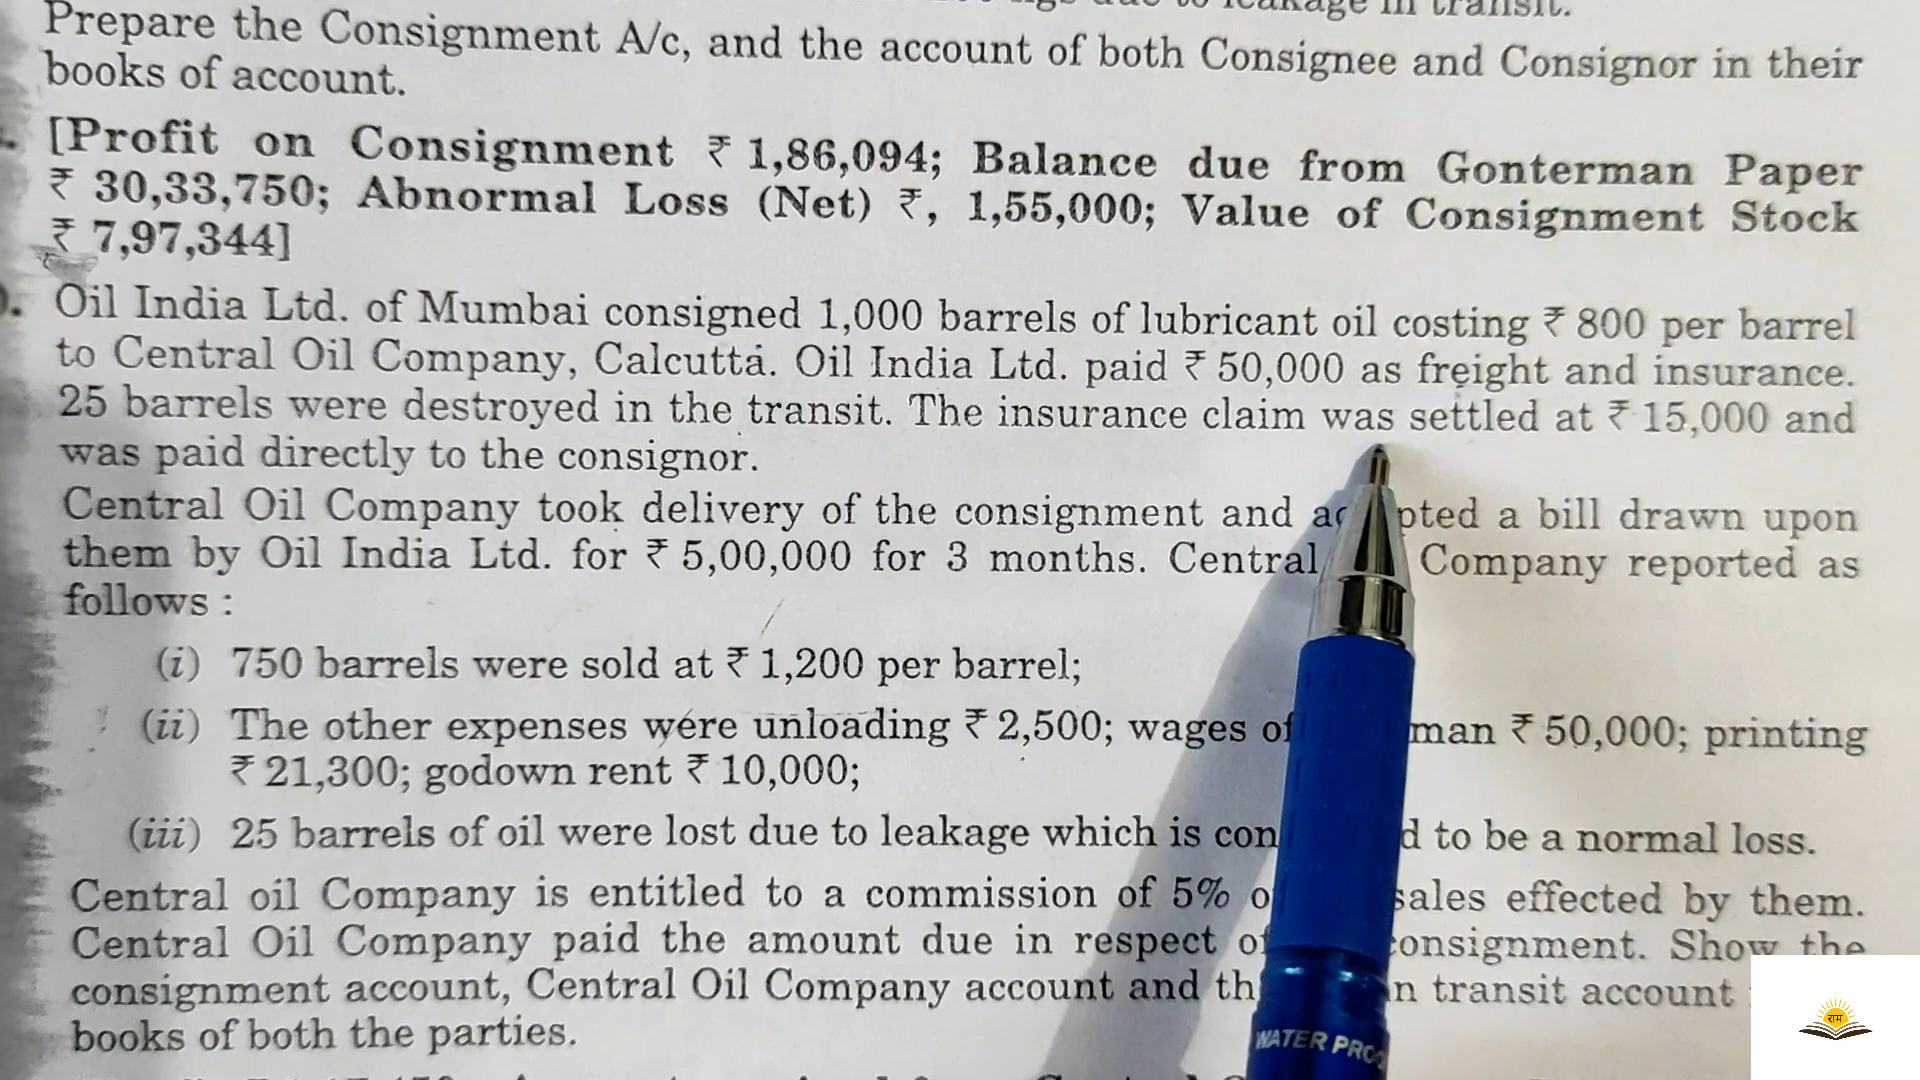 leakage in transit.
Prepare the Consignment A/c, and the account of both Consignee and Consignor in their
books of account.
[Profit on Consignment ₹ 1,86,094; Balance due from Gonterman Paper
₹ 30,33,750; Abnormal Loss (Net) ₹, 1,55,000; Value of Consignment Stock
₹ 7,97,344]
Oil India Ltd. of Mumbai consigned 1,000 barrels of lubricant oil costing ₹ 800 per barrel
to Central Oil Company, Calcutta. Oil India Ltd. paid ₹ 50,000 as freight and insurance.
25 barrels were destroyed in the transit. The insurance claim was settled at ₹ 15,000 and
was paid directly to the consignor.
Central Oil Company took delivery of the consignment and pted a bill drawn upon
them by Oil India Ltd. for ₹ 5,00,000 for 3 months. Central Company reported as
follows :
(i) 750 barrels were sold at ₹ 1,200 per barrel;
(ii) The other expenses were unloading ₹ 2,500; wages of man ₹ 50,000; printing
₹ 21,300; godown rent ₹ 10,000;
(iii) 25 barrels of oil were lost due to leakage which is con d to be a normal loss.
Central oil Company is entitled to a commission of 5% sales effected by them.
Central Oil Company paid the amount due in respect of consignment. Show the
consignment account, Central Oil Company account and transit account
books of both the parties.
WATER PROO
राम